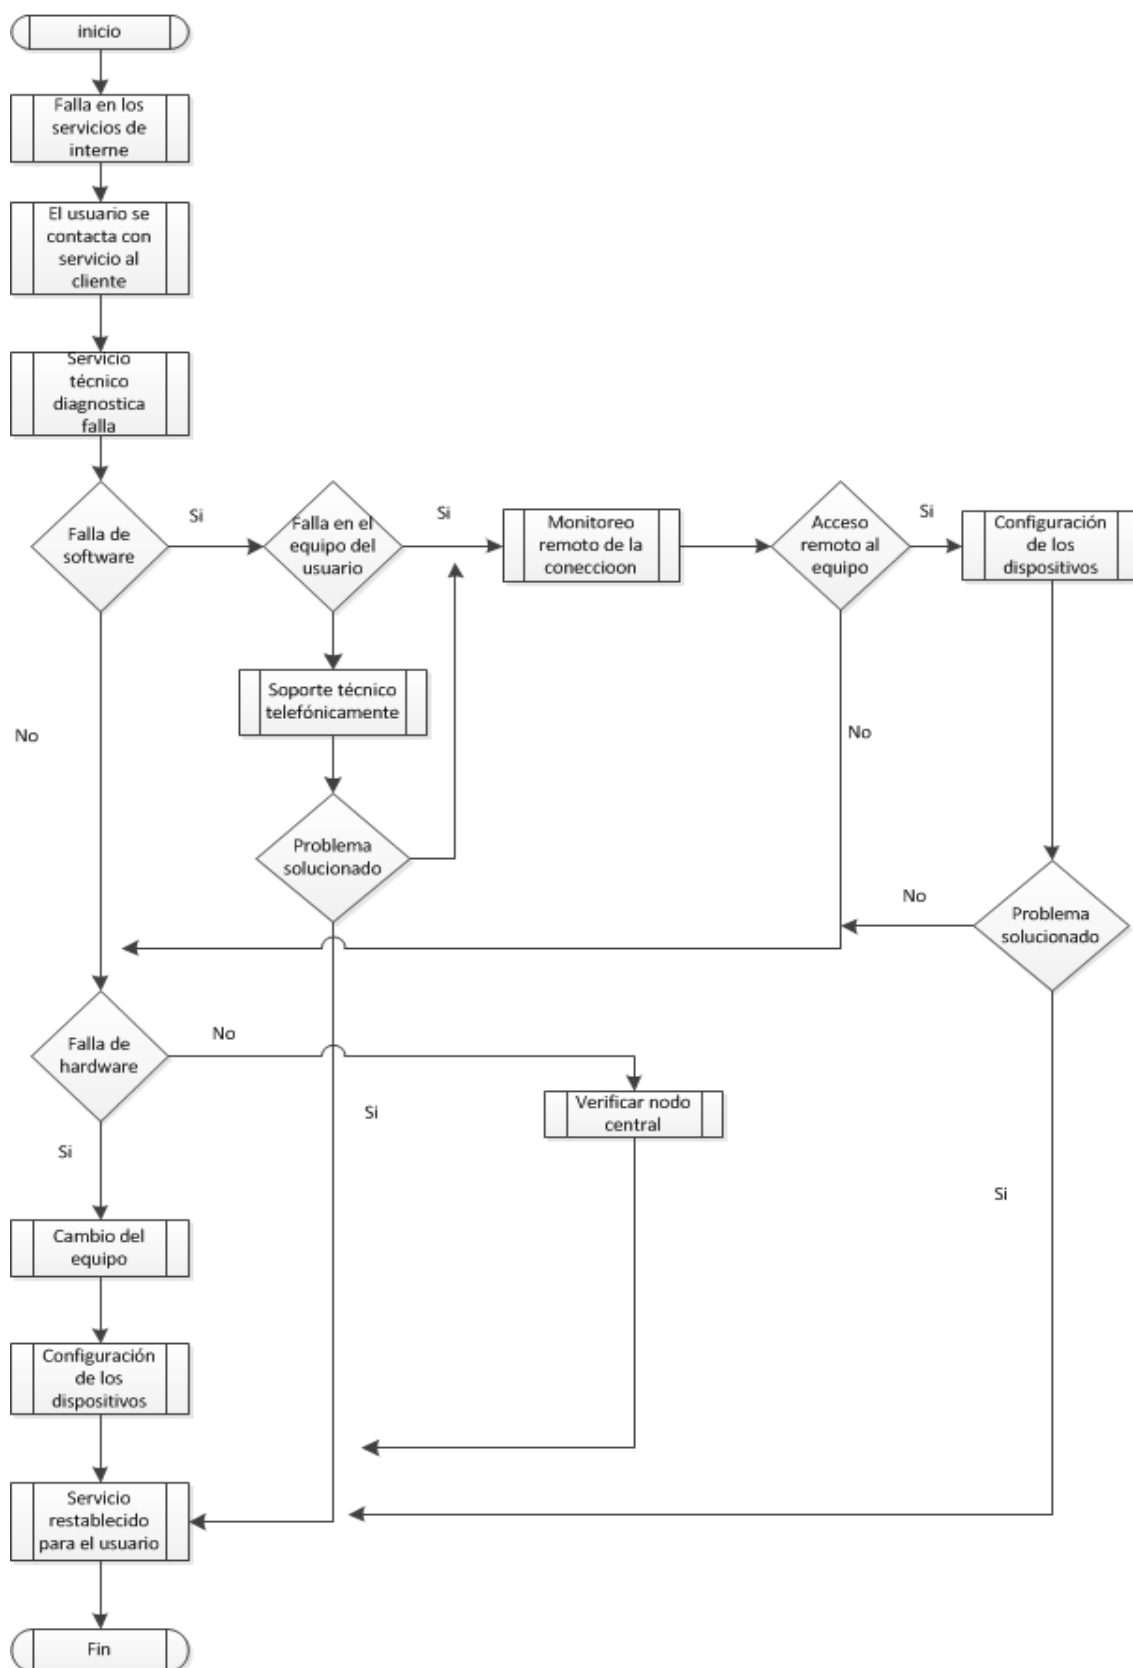 inicio
Falla en los
servicios de
interne
El usuario se
contacta con
servicio al
cliente
Servicio
técnico
diagnostica
falla
Falla de
software
Si
Falla en el
equipo del
usuario
Si
Monitoreo
remoto de la
coneccioon
Acceso
remoto al
equipo
Si
Configuración
de los
dispositivos
Soporte técnico
telefónicamente
No
No
Problema
solucionado
No
Problema
solucionado
Falla de
hardware
No
Si
Verificar nodo
central
Si
Si
Cambio del
equipo
Configuración
de los
dispositivos
Servicio
restablecido
para el usuario
Fin